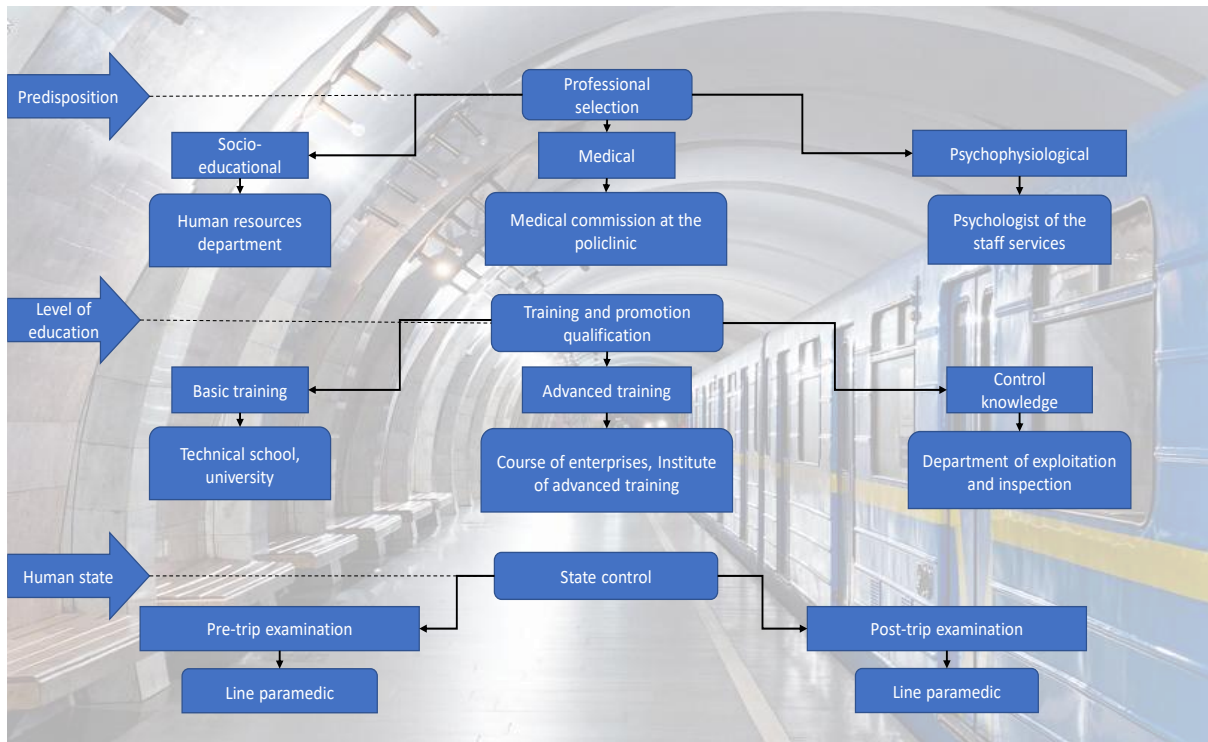 Predisposition
Professional
selection
Socio-
educational
Medical
Psychophysiological
Human resources
department
Medical commission at the
policlinic
Psychologist of the
staff services
Level of
education
Training and promotion
qualification
Basic training
Advanced training
Control
knowledge
Technical school,
university
Course of enterprises, Institute
of advanced training
Department of exploitation
and inspection
Human state
State control
Pre-trip examination
Post-trip examination
Line paramedic
Line paramedic